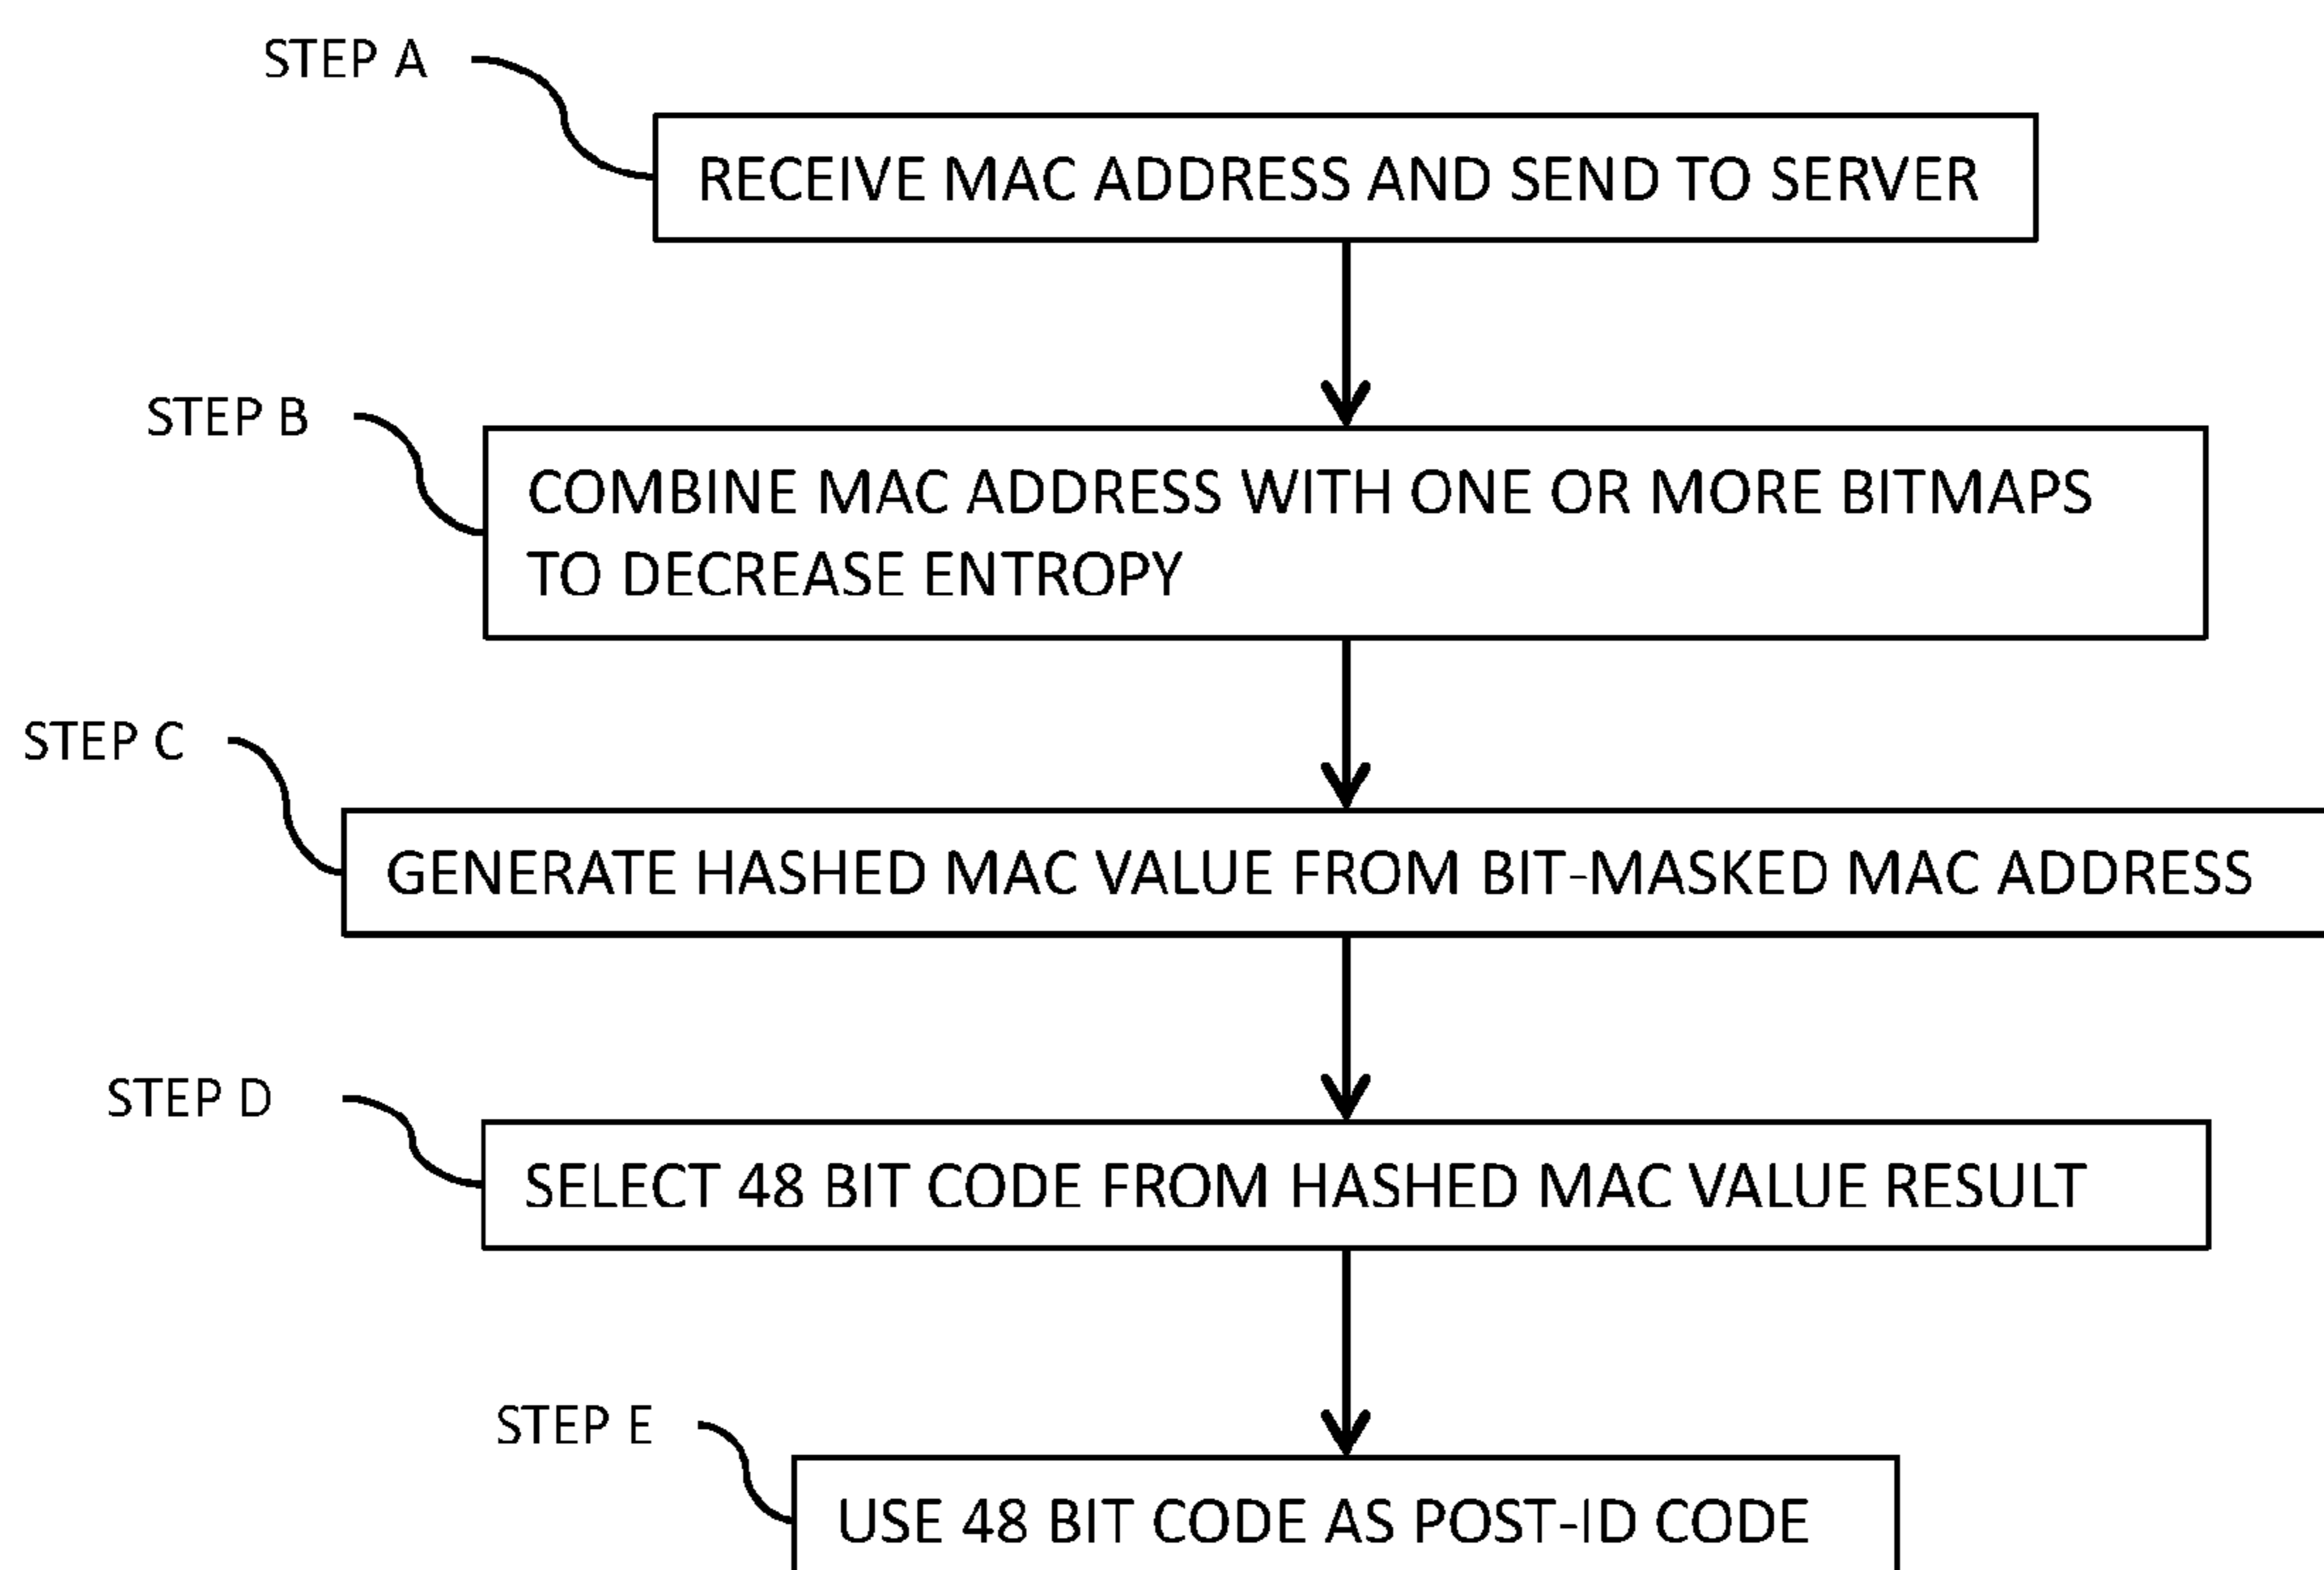 STEP A
RECEIVE MAC ADDRESS AND SEND TO SERVER
STEP B
COMBINE MAC ADDRESS WITH ONE OR MORE BITMAPS
TO DECREASE ENTROPY
STEP C
GENERATE HASHED MAC VALUE FROM BIT-MASKED MAC ADDRESS
STEP D
SELECT 48 BIT CODE FROM HASHED MAC VALUE RESULT
STEP E
USE 48 BIT CODE AS POST-ID CODE